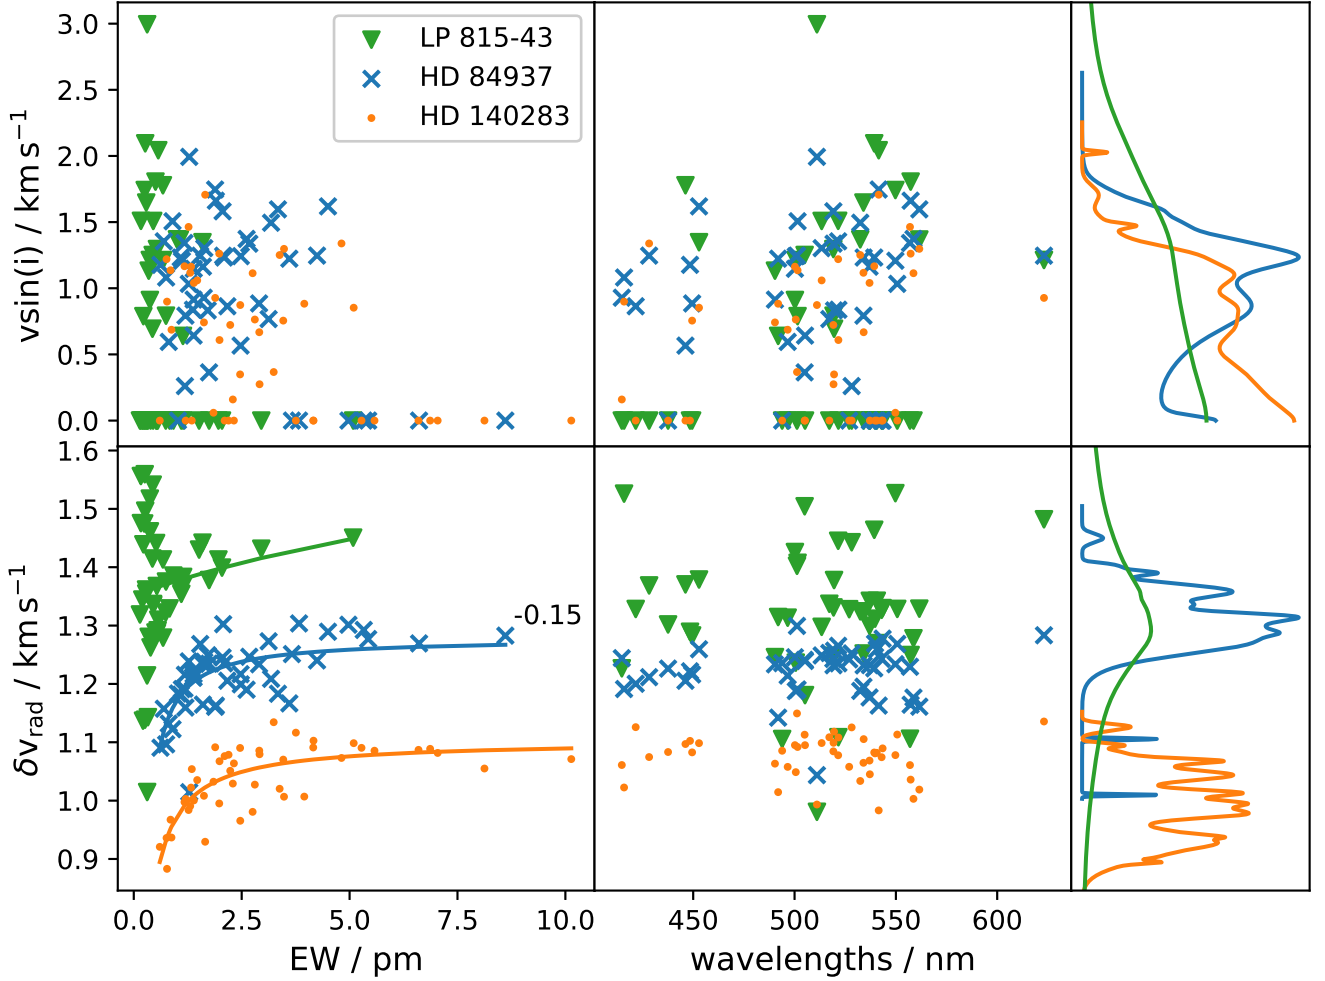 vsin(i) / km s⁻¹
3.0
2.5
2.0
1.5
1.0
0.5
0.0
LP 815-43
HD 84937
HD 140283
δv_rad / km s⁻¹
1.6
1.5
1.4
1.3
1.2
1.1
1.0
0.9
-0.15
0.0 2.5 5.0 7.5 10.0
450 500 550 600
EW / pm
wavelengths / nm